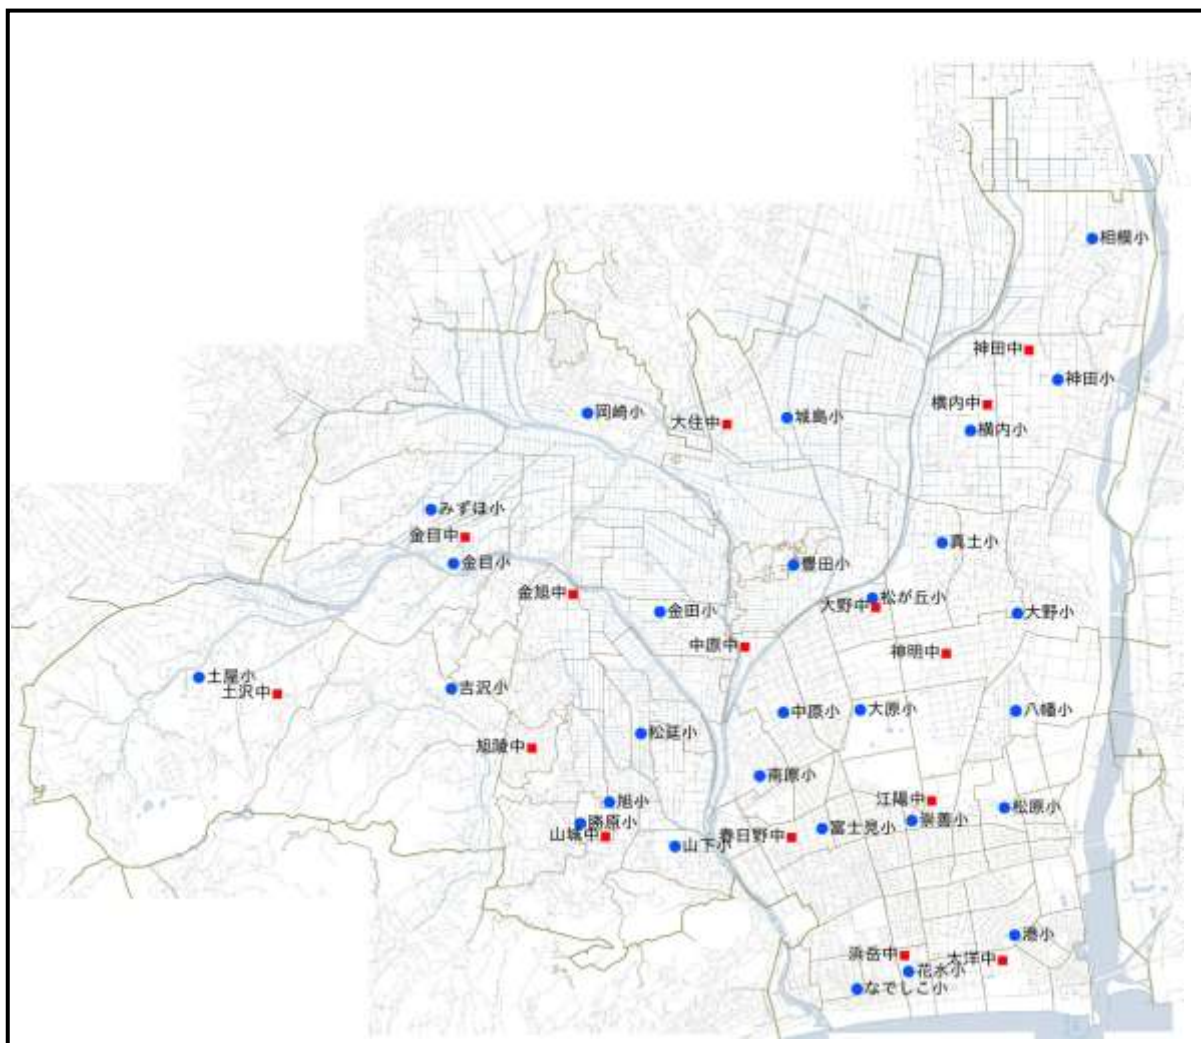 相模小
神田中
神田小
横内中
横内小
岡崎小
大住中
城島小
みずほ小
金目中
金目小
真土小
豊田小
金旭中
金田小
松が丘小
大野中
大野小
中原中
神明中
土屋小
土沢中
吉沢小
中原小
大原小
八幡小
松延小
旭陵中
南原小
旭小
江陽中
松原小
勝原小
崇善小
山城中
春日野中
富士見小
山下小
港小
浜岳中
太洋中
花水小
なでしこ小